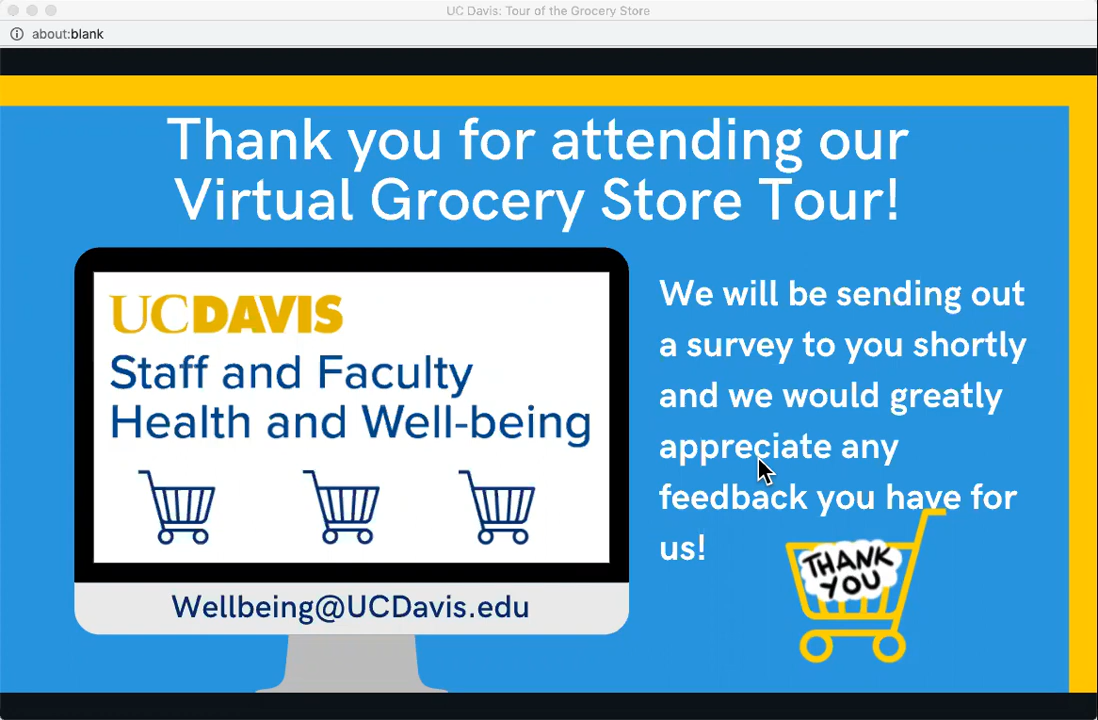 UC Davis: Tour of the Grocery Store
about:blank
Thank you for attending our
Virtual Grocery Store Tour!
UCDAVIS
Staff and Faculty
Health and Well-being
Wellbeing@UCDavis.edu
We will be sending out
a survey to you shortly
and we would greatly
appreciate any
feedback you have for
us!
THANK
YOU